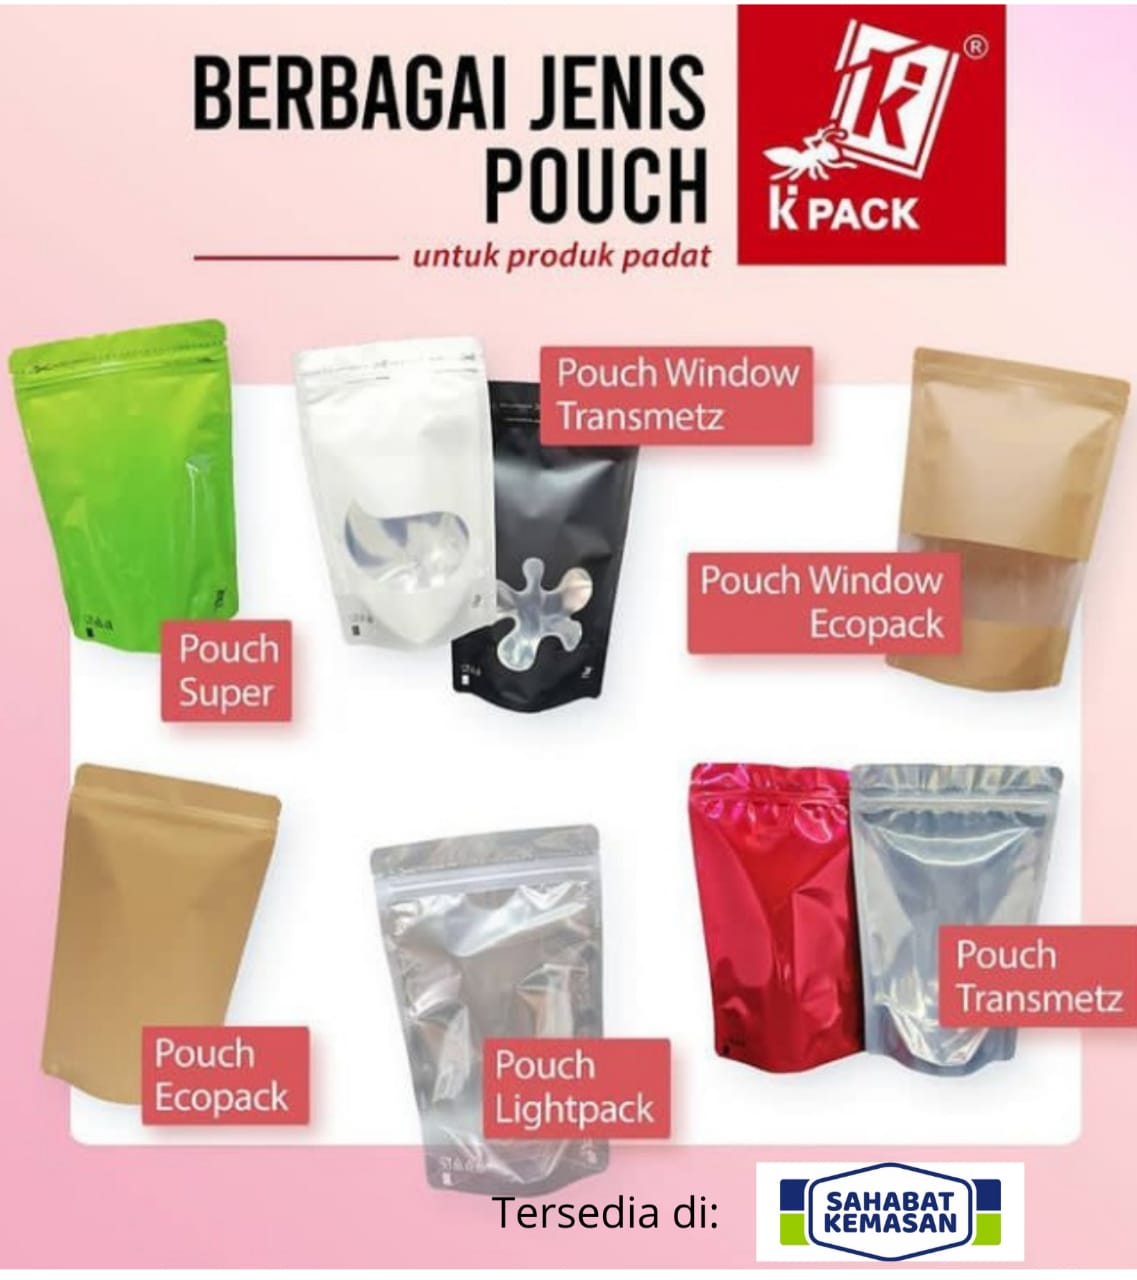 BERBAGAI JENIS
POUCH
untuk produk padat
®
K PACK
Pouch Window
Transmetz
Pouch Window
Ecopack
Pouch
Super
Pouch
Ecopack
Pouch
Lightpack
Pouch
Transmetz
Tersedia di:
SAHABAT
KEMASAN